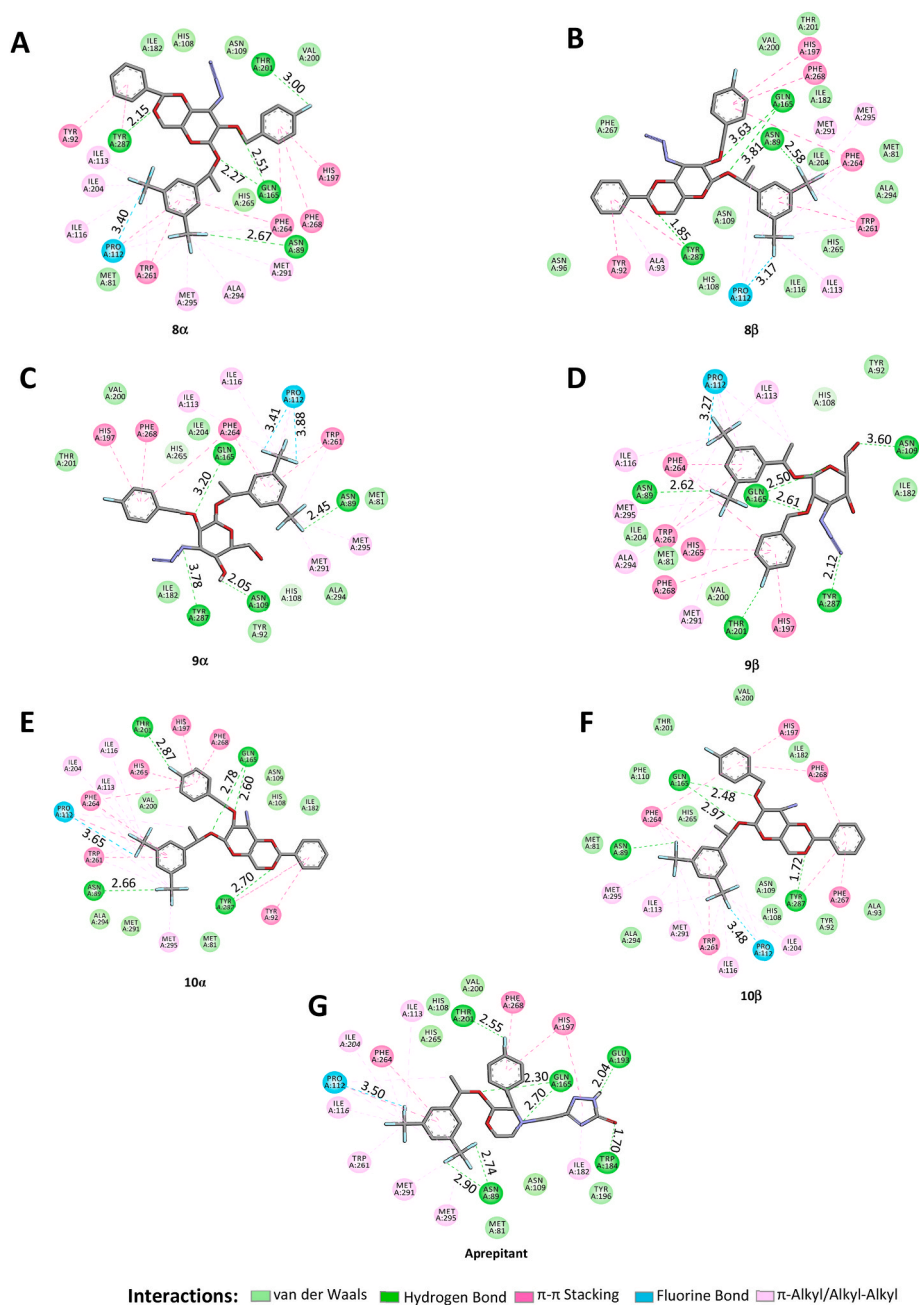 A
ILE A:182
HIS A:108
ASN A:109
THR A:201
VAL A:200
3.00
TYR A:92
TYR A:287
2.15
ILE A:113
ILE A:204
ILE A:116
2.27
2.51
HIS A:265
GLN A:165
HIS A:197
PHE A:264
PHE A:268
3.40
2.67
ASN A:89
PRO A:112
MET A:81
TRP A:261
MET A:291
MET A:295
ALA A:294
8α
B
THR A:201
VAL A:200
HIS A:197
PHE A:268
GLN A:165
ILE A:182
MET A:295
MET A:291
PHE A:267
3.63
ASN A:89
3.81
2.58
ILE A:204
PHE A:264
MET A:81
ALA A:294
ASN A:109
TRP A:261
1.85
TYR A:287
HIS A:265
ASN A:96
TYR A:92
ALA A:93
HIS A:108
PRO A:112
3.17
ILE A:116
ILE A:113
8β
C
ILE A:116
PRO A:112
VAL A:200
ILE A:113
3.41
3.88
HIS A:197
PHE A:268
ILE A:204
PHE A:264
TRP A:261
THR A:201
HIS A:265
GLN A:165
3.20
ASN A:89
MET A:81
2.45
MET A:295
MET A:291
3.78
2.05
ILE A:182
ASN A:109
HIS A:108
ALA A:294
TYR A:287
TYR A:92
9α
D
PRO A:112
TYR A:92
ILE A:113
HIS A:108
3.27
3.60
ASN A:109
ILE A:116
PHE A:264
ASN A:89
2.62
GLN A:165
2.50
2.61
ILE A:182
MET A:295
ILE A:204
TRP A:261
HIS A:265
ALA A:294
MET A:81
PHE A:268
VAL A:200
2.12
TYR A:287
MET A:291
THR A:201
HIS A:197
9β
E
THR A:201
HIS A:197
PHE A:268
GLN A:165
ILE A:116
2.87
ILE A:204
HIS A:265
ILE A:113
ASN A:109
2.78
2.60
PHE A:264
VAL A:200
HIS A:108
ILE A:182
PRO A:112
3.65
TRP A:261
ASN A:89
2.66
2.70
TYR A:287
TYR A:92
ALA A:294
MET A:291
MET A:295
MET A:81
10α
F
VAL A:200
THR A:201
HIS A:197
ILE A:182
PHE A:110
GLN A:165
PHE A:268
2.48
2.97
PHE A:264
HIS A:265
MET A:81
ASN A:89
1.72
MET A:295
ASN A:109
ILE A:113
HIS A:108
TYR A:287
PHE A:267
ALA A:93
TYR A:92
ALA A:294
MET A:291
3.48
TRP A:261
PRO A:112
ILE A:204
ILE A:116
10β
G
VAL A:200
PHE A:268
ILE A:113
HIS A:108
THR A:201
HIS A:197
2.55
ILE A:204
HIS A:265
PHE A:264
GLU A:193
PRO A:112
2.30
GLN A:165
2.04
3.50
2.70
ILE A:116
1.70
TRP A:261
2.74
ILE A:182
TRP A:184
MET A:291
2.90
ASN A:89
ASN A:109
TYR A:196
MET A:295
MET A:81
Aprepitant
Interactions: van der Waals Hydrogen Bond π-π Stacking Fluorine Bond π-Alkyl/Alkyl-Alkyl